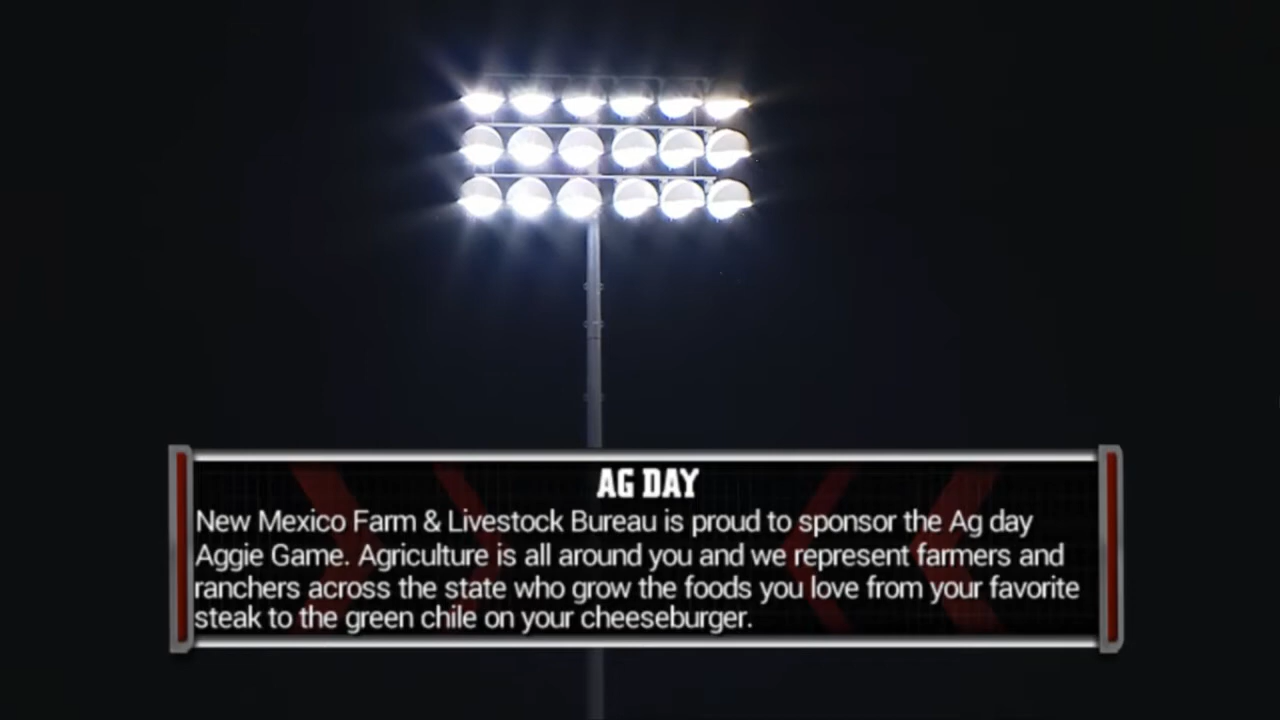 AG DAY
New Mexico Farm & Livestock Bureau is proud to sponsor the Ag day
Aggie Game. Agriculture is all around you and we represent farmers and
ranchers across the state who grow the foods you love from your favorite
steak to the green chile on your cheeseburger.